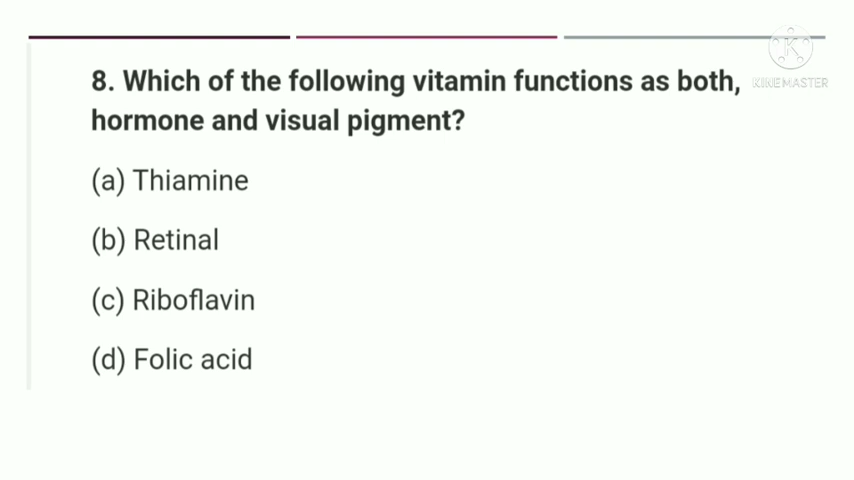 8. Which of the following vitamin functions as both,
hormone and visual pigment?
(a) Thiamine
(b) Retinal
(c) Riboflavin
(d) Folic acid
K
KINEMASTER